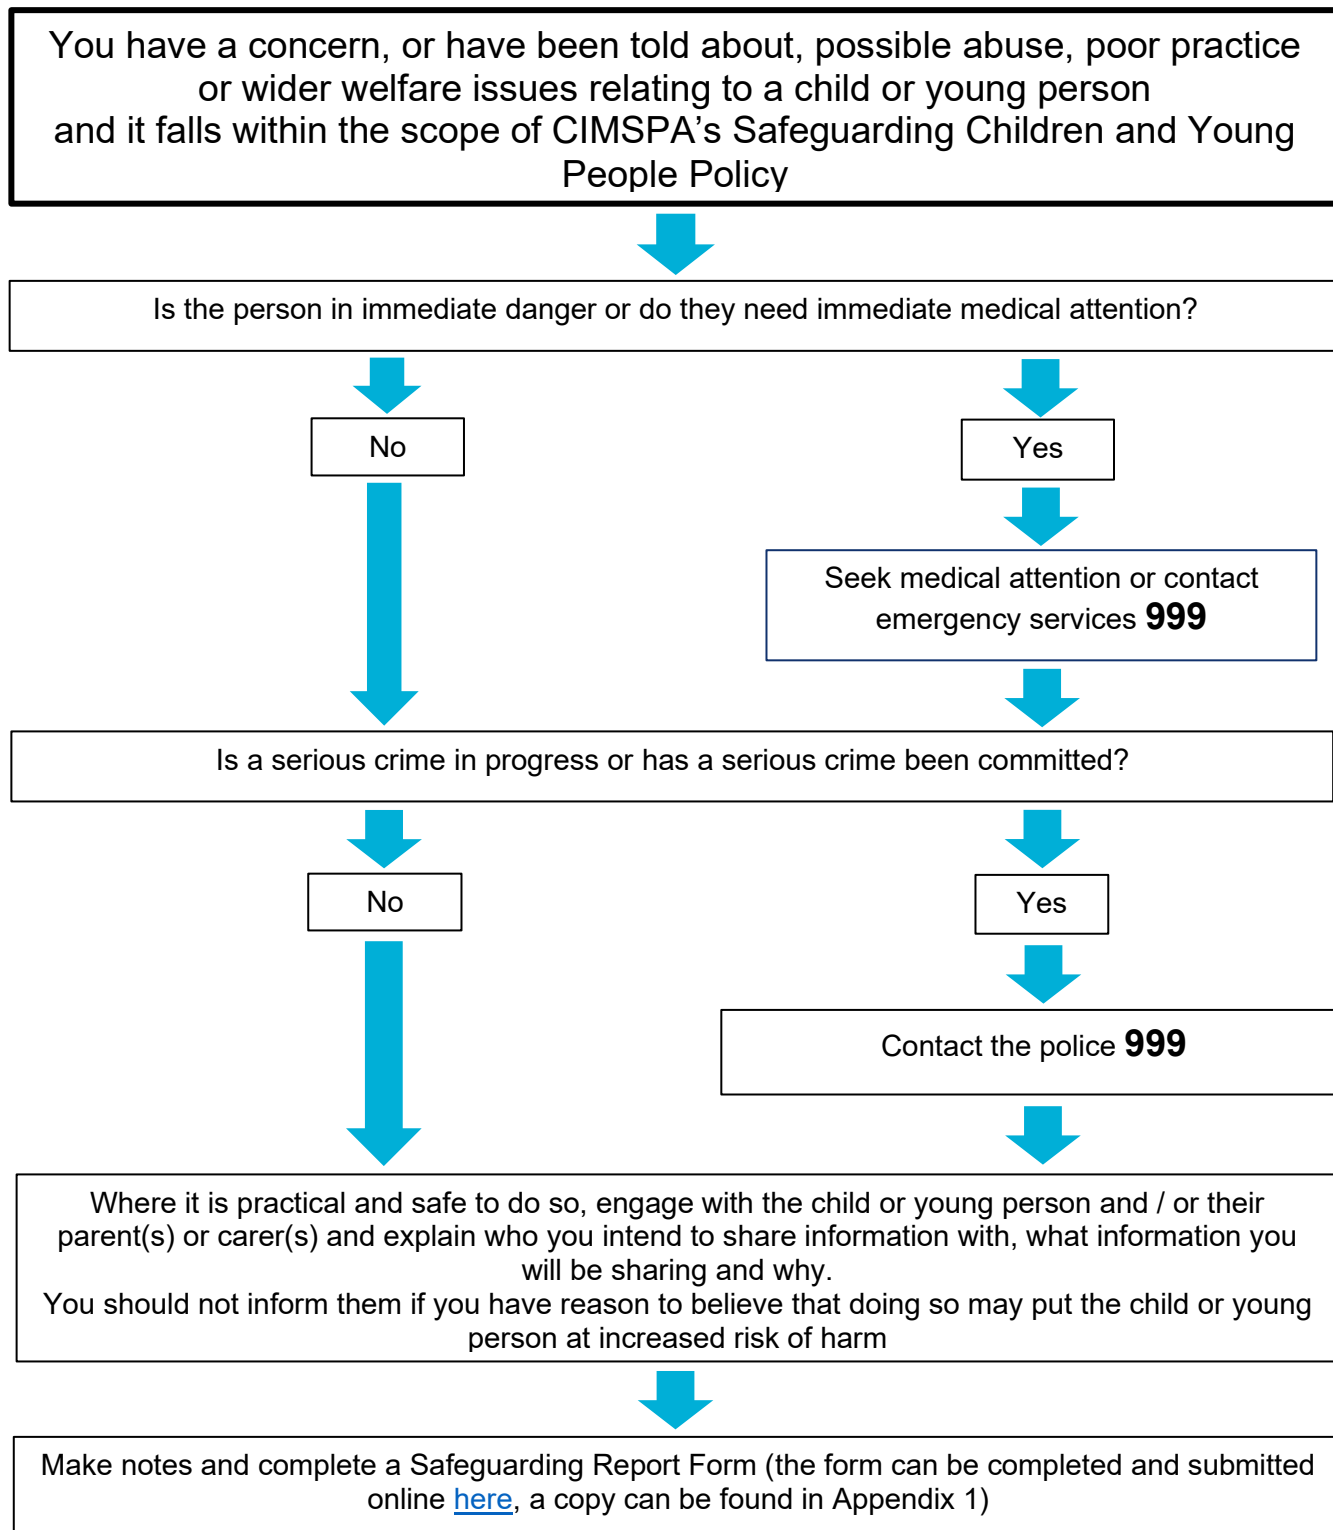 You have a concern, or have been told about, possible abuse, poor practice
or wider welfare issues relating to a child or young person
and it falls within the scope of CIMSPA's Safeguarding Children and Young
People Policy
Is the person in immediate danger or do they need immediate medical attention?
No
Yes
Seek medical attention or contact
emergency services 999
Is a serious crime in progress or has a serious crime been committed?
No
Yes
Contact the police 999
Where it is practical and safe to do so, engage with the child or young person and / or their
parent(s) or carer(s) and explain who you intend to share information with, what information you
will be sharing and why.
You should not inform them if you have reason to believe that doing so may put the child or young
person at increased risk of harm
Make notes and complete a Safeguarding Report Form (the form can be completed and submitted
online here, a copy can be found in Appendix 1)